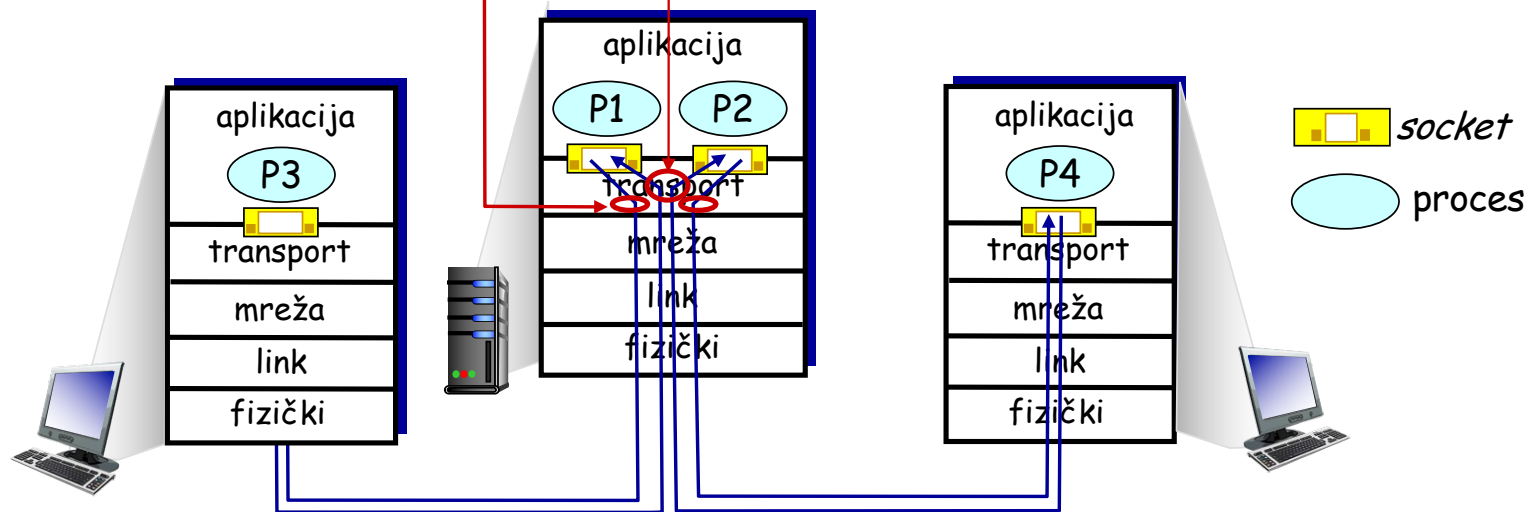 aplikacija
P3
transport
mreža
link
fizički
aplikacija
P1 P2
transport
mreža
link
fizički
aplikacija
P4
transport
mreža
link
fizički
socket
proces